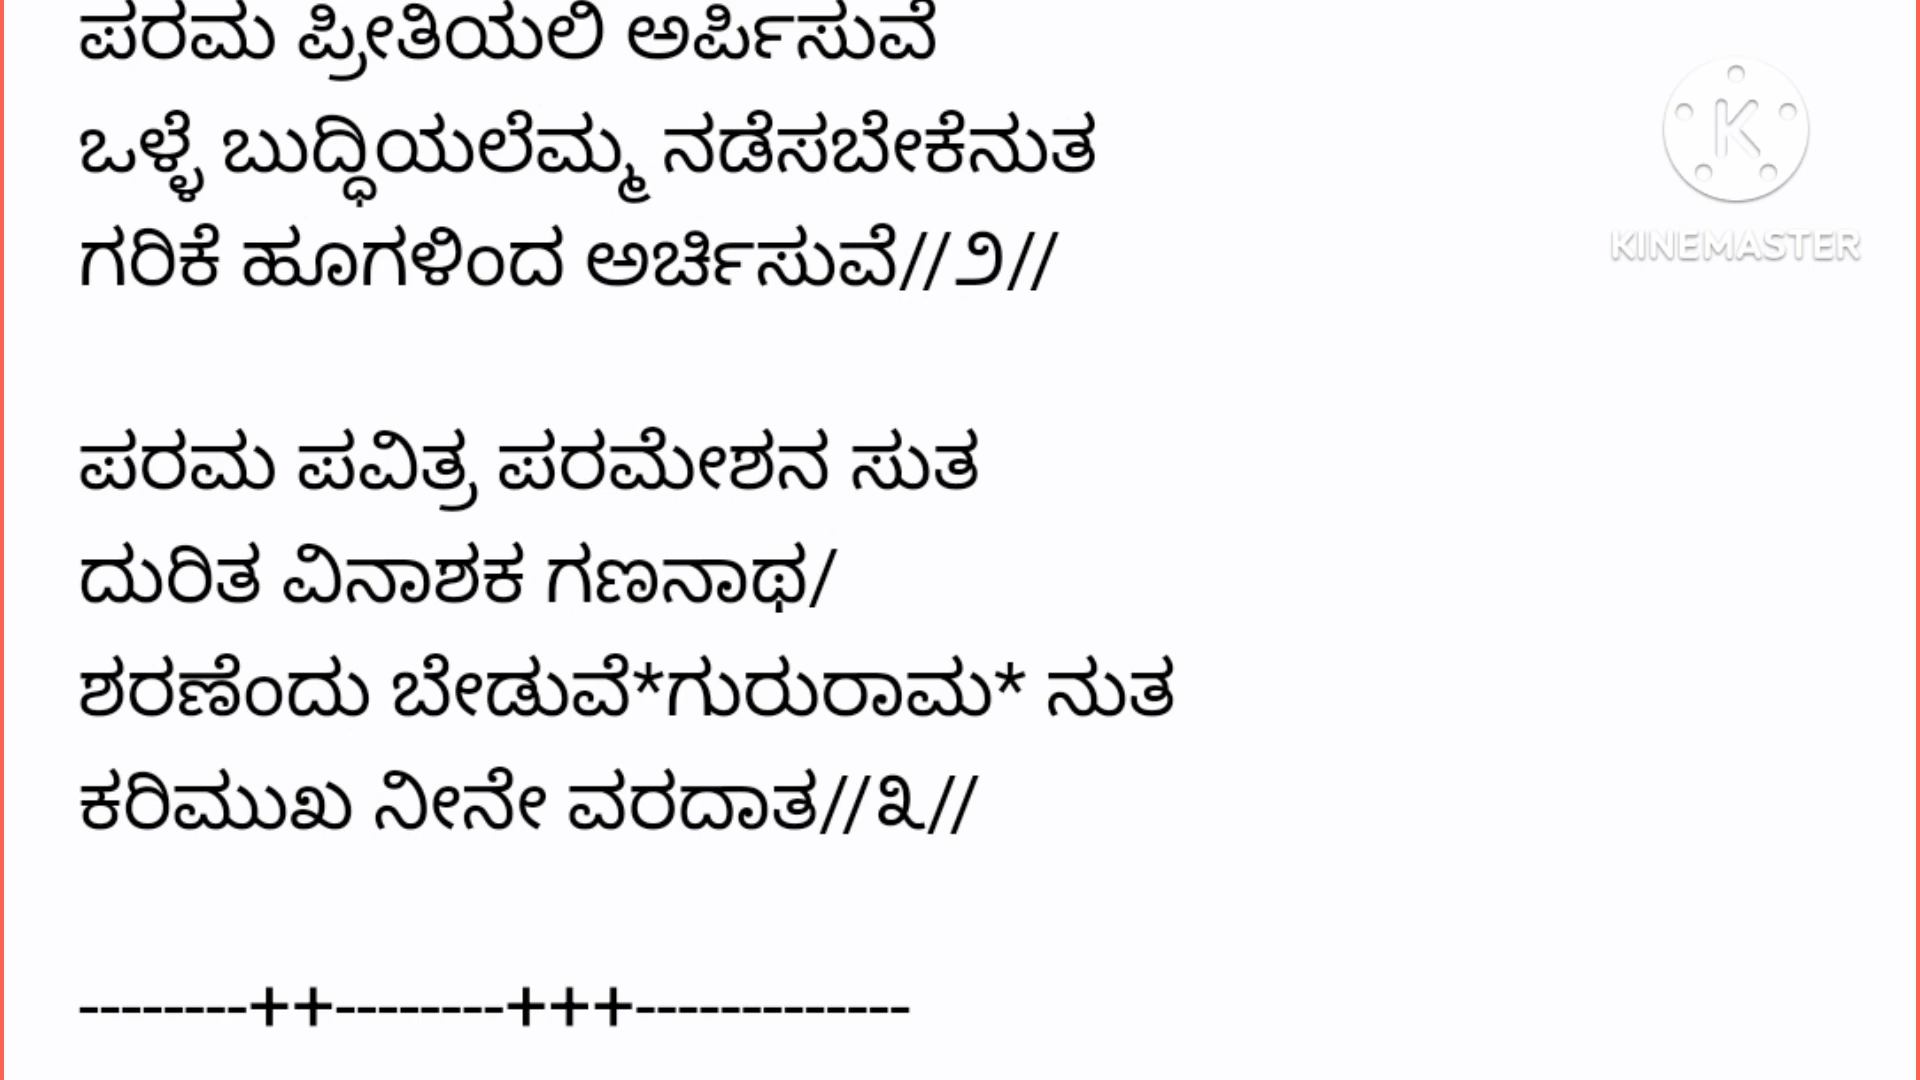 ಪರಮ ಪ್ರೀತಿಯಲಿ ಅರ್ಪಿಸುವೆ
ಒಳ್ಳೆ ಬುದ್ಧಿಯಲೆಮ್ಮ ನಡೆಸಬೇಕೆನುತ
ಗರಿಕೆ ಹೂಗಳಿಂದ ಅರ್ಚಿಸುವೆ//೨//
ಪರಮ ಪವಿತ್ರ ಪರಮೇಶನ ಸುತ
ದುರಿತ ವಿನಾಶಕ ಗಣನಾಥ/
ಶರಣೆಂದು ಬೇಡುವೆ*ಗುರುರಾಮ* ನುತ
ಕರಿಮುಖ ನೀನೇ ವರದಾತ//೩//
--------++--------+++-------------
K
KINEMASTER